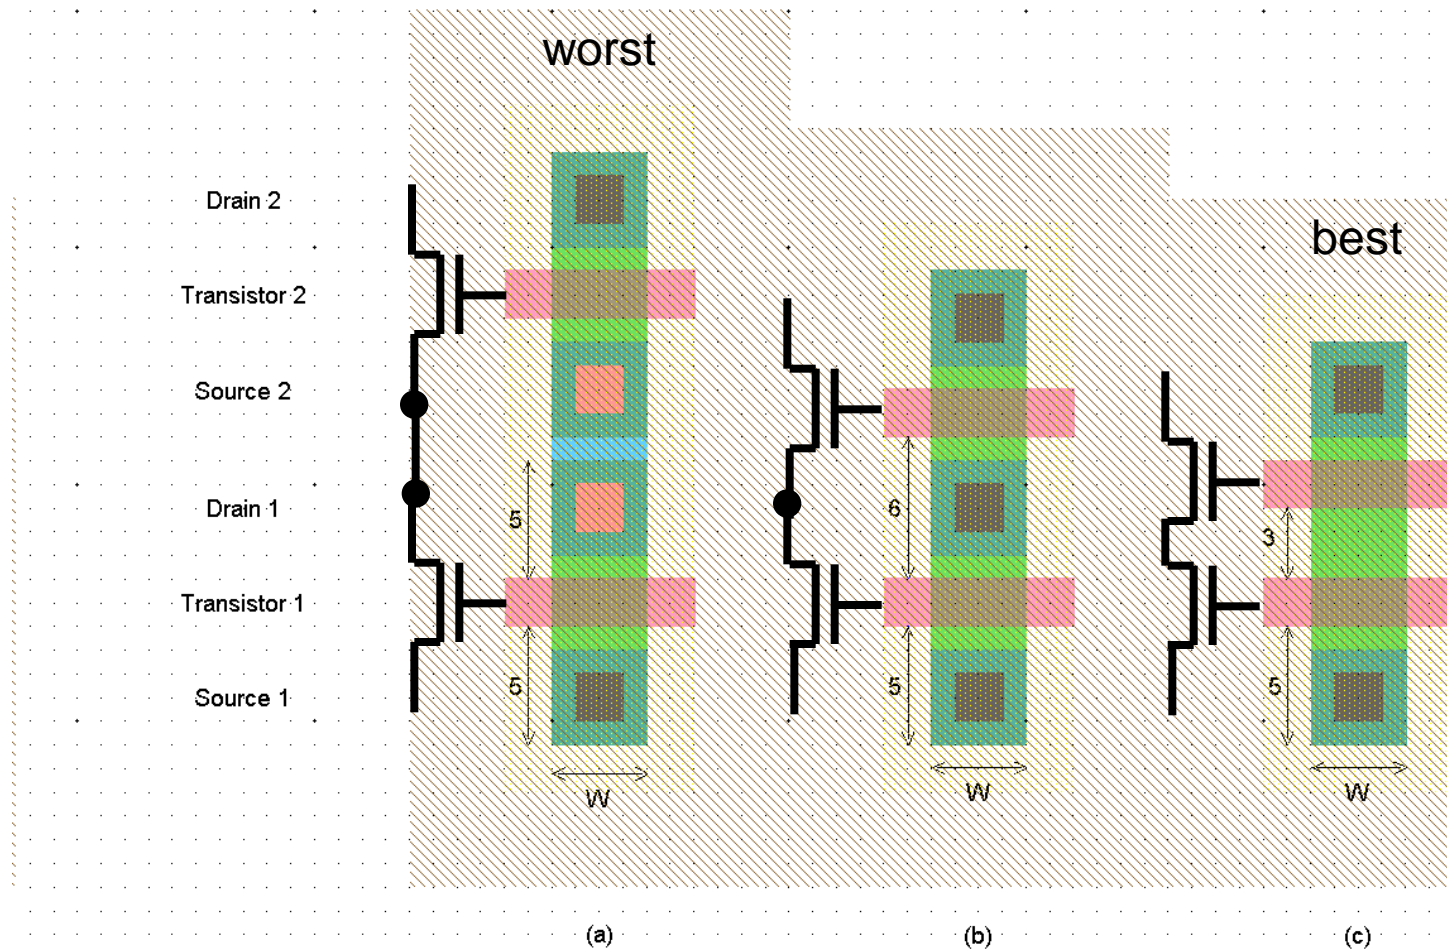 worst
best
Drain 2
Transistor 2
Source 2
Drain 1
Transistor 1
Source 1
5
5
W
6
5
W
3
5
W
(a)
(b)
(c)